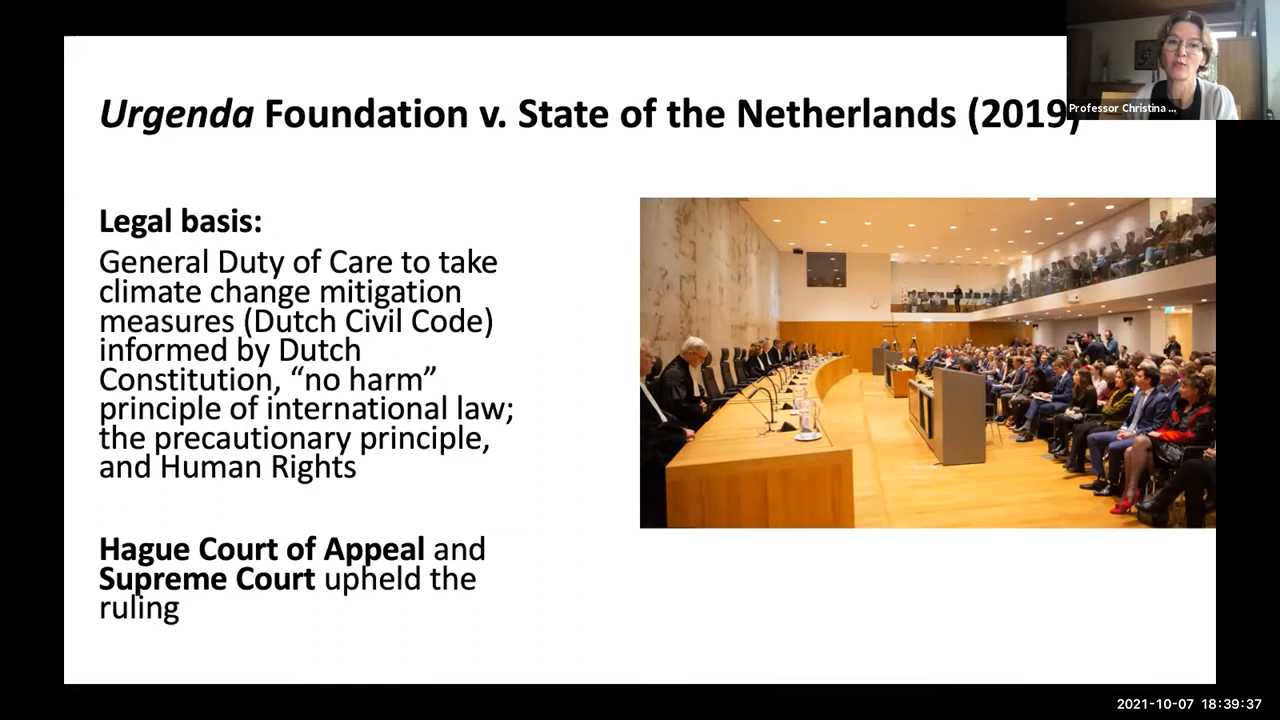 Urgenda Foundation v. State of the Netherlands (2019)
Professor Christina ...
Legal basis:
General Duty of Care to take
climate change mitigation
measures (Dutch Civil Code)
informed by Dutch
Constitution, “no harm”
principle of international law;
the precautionary principle,
and Human Rights
Hague Court of Appeal and
Supreme Court upheld the
ruling
2021-10-07 18:39:37